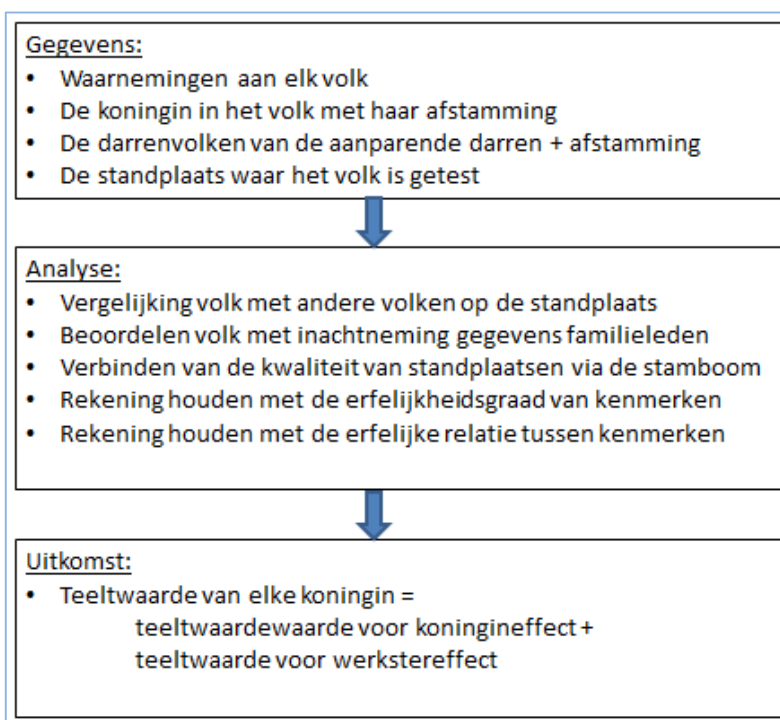 Gegevens:
• Waarnemingen aan elk volk
• De koningin in het volk met haar afstamming
• De darrenvolken van de aanparende darren + afstamming
• De standplaats waar het volk is getest
Analyse:
• Vergelijking volk met andere volken op de standplaats
• Beoordelen volk met inachtneming gegevens familieleden
• Verbinden van de kwaliteit van standplaatsen via de stamboom
• Rekening houden met de erfelijkheidsgraad van kenmerken
• Rekening houden met de erfelijke relatie tussen kenmerken
Uitkomst:
• Teeltwaarde van elke koningin =
teeltwaardewaarde voor koningineffect +
teeltwaarde voor werkstereffect